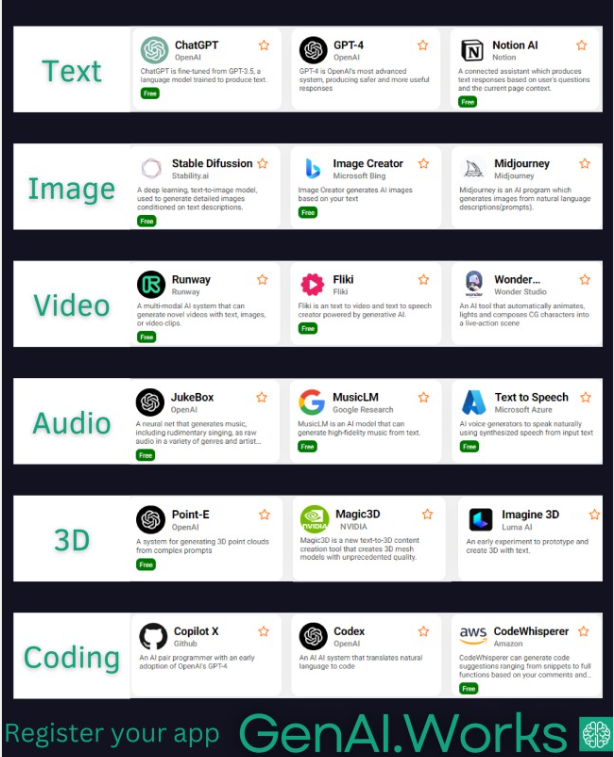 Text
ChatGPT
OpenAI
ChatGPT is fine-tuned from GPT-3.5, a
language model trained to produce text.
Free
GPT-4
OpenAI
GPT-4 is OpenAI's most advanced
system, producing safer and more useful
responses
Notion AI
Notion
A connected assistant which produces
text responses based on user's questions
and the current page context.
Free
Image
Stable Difussion
Stability.ai
A deep learning, text-to-image model,
used to generate detailed images
conditioned on text descriptions.
Free
Image Creator
Microsoft Bing
Image Creator generates AI images
based on your text
Free
Midjourney
Midjourney
Midjourney is an AI program which
generates images from natural language
descriptions(prompts).
Video
Runway
Runway
A multi-modal AI system that can
generate novel videos with text, images,
or video clips.
Free
Fliki
Fliki
Fliki is an text to video and text to speech
creator powered by generative AI.
Free
wonder
Wonder...
Wonder Studio
An AI tool that automatically animates,
lights and composes CG characters into
a live-action scene
Audio
JukeBox
OpenAI
A neural net that generates music,
including rudimentary singing, as raw
audio in a variety of genres and artist...
Free
MusicLM
Google Research
MusicLM is an AI model that can
generate high-fidelity music from text.
Free
Text to Speech
Microsoft Azure
AI voice generators to speak naturally
using synthesized speech from input text
Free
3D
Point-E
OpenAI
A system for generating 3D point clouds
from complex prompts
Free
NVIDIA
Magic3D
NVIDIA
Magic3D is a new text-to-3D content
creation tool that creates 3D mesh
models with unprecedented quality.
Imagine 3D
Luma AI
An early experiment to prototype and
create 3D with text.
Coding
Copilot X
Github
An AI pair programmer with an early
adoption of OpenAI's GPT-4
Codex
OpenAI
An AI AI system that translates natural
language to code
aws
CodeWhisperer
Amazon
CodeWhisperer can generate code
suggestions ranging from snippets to full
functions based on your comments and...
Free
Register your app
GenAI.Works